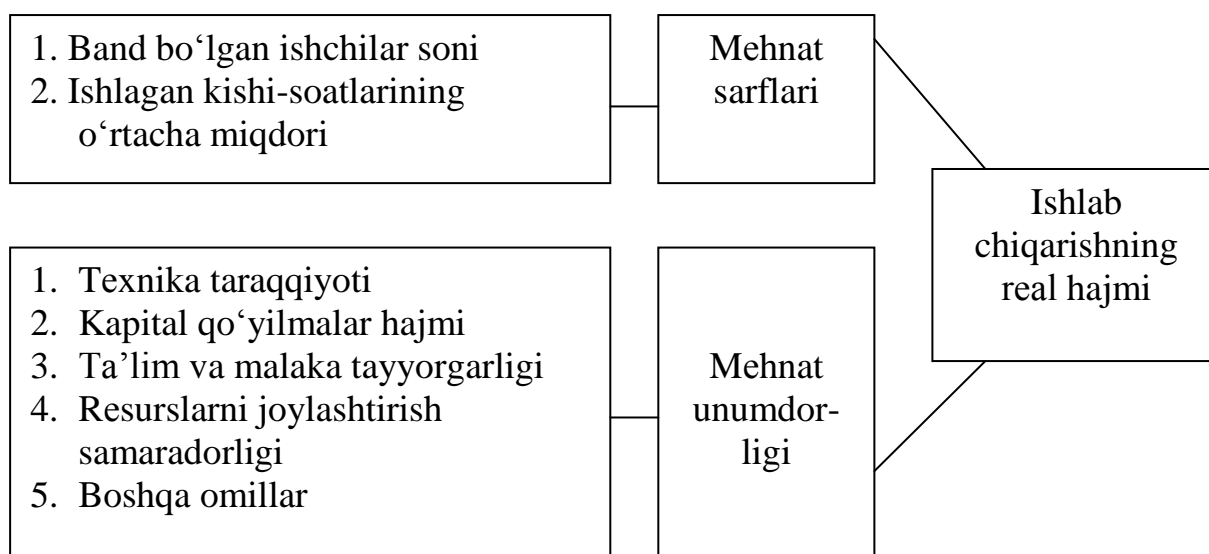 1. Band bo‘lgan ishchilar soni
2. Ishlagan kishi-soatlarining
o‘rtacha miqdori
Mehnat
sarflari
Ishlab
chiqarishning
real hajmi
1. Texnika taraqqiyoti
2. Kapital qo‘yilmalar hajmi
3. Ta’lim va malaka tayyorgarligi
4. Resurslarni joylashtirish
samaradorligi
5. Boshqa omillar
Mehnat
unumdor-
ligi